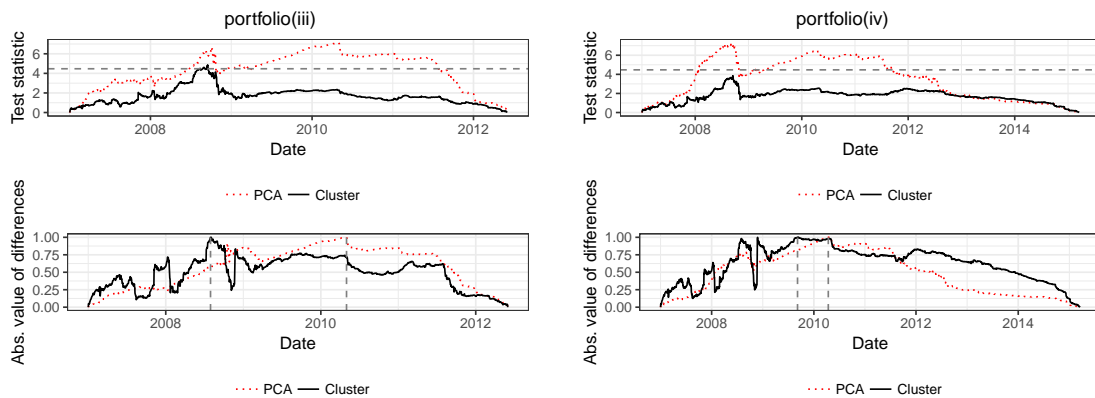 portfolio(iii)
Test statistic
6
4
2
0
2008
2010
2012
Date
PCA Cluster
Abs. value of differences
1.00
0.75
0.50
0.25
0.00
2008
2010
2012
Date
PCA Cluster
portfolio(iv)
Test statistic
6
4
2
0
2008
2010
2012
2014
Date
PCA Cluster
Abs. value of differences
1.00
0.75
0.50
0.25
0.00
2008
2010
2012
2014
Date
PCA Cluster